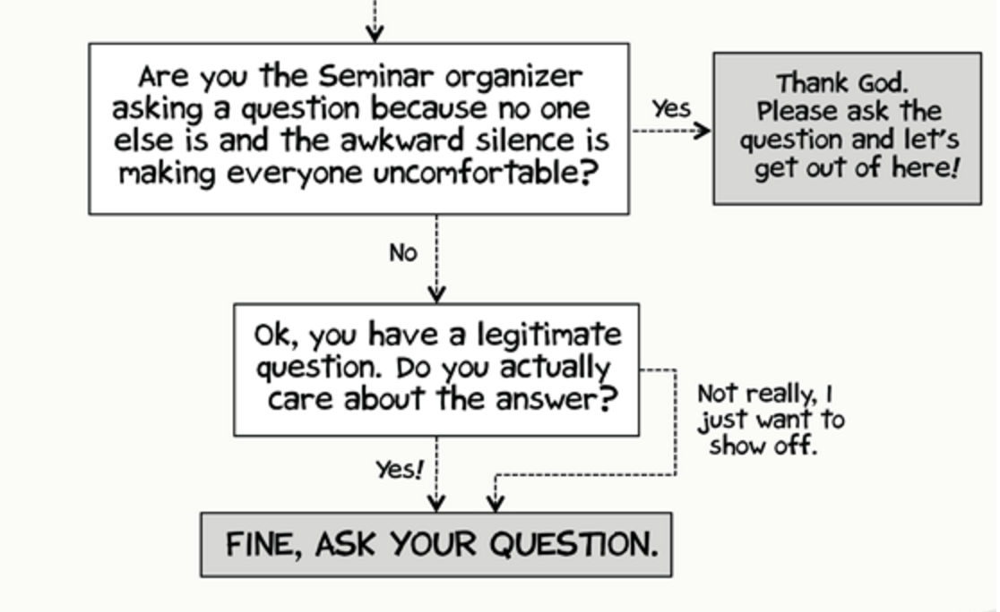 Are you the Seminar organizer
asking a question because no one
else is and the awkward silence is
making everyone uncomfortable?
Yes
Thank God.
Please ask the
question and let's
get out of here!
No
Ok, you have a legitimate
question. Do you actually
care about the answer?
Not really, I
just want to
show off.
Yes!
FINE, ASK YOUR QUESTION.